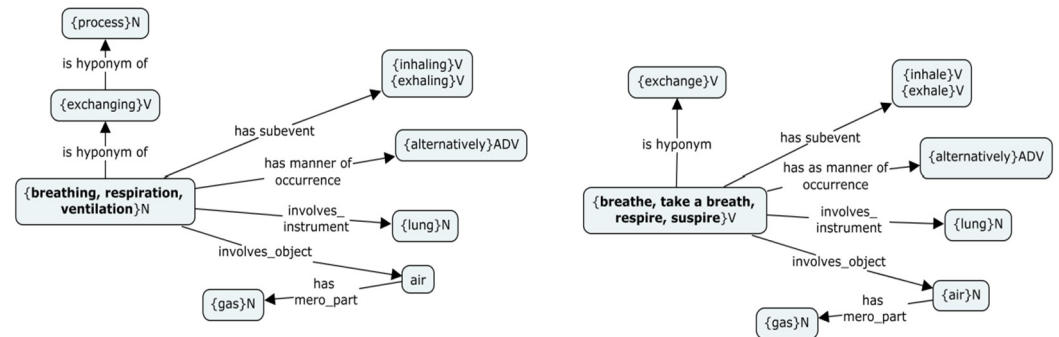 {process}N
is hyponym of
{exchanging}V
is hyponym of
{breathing, respiration,
ventilation}N
has subevent
{inhaling}V
{exhaling}V
has manner of
occurrence
{alternatively}ADV
involves_
instrument
{lung}N
involves_object
air
has
mero_part
{gas}N
{exchange}V
is hyponym
{breathe, take a breath,
respire, suspire}V
has subevent
{inhale}V
{exhale}V
has as manner of
occurrence
{alternatively}ADV
involves_
instrument
{lung}N
involves_object
{air}N
has
mero_part
{gas}N